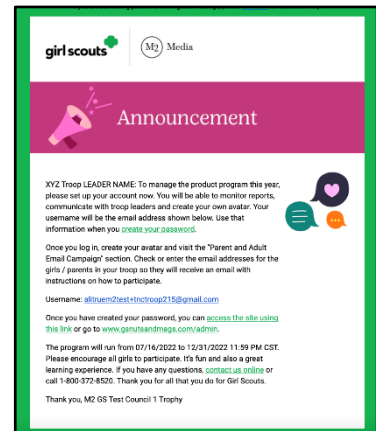 girl scouts
M2 Media
Announcement
XYZ Troop LEADER NAME: To manage the product program this year,
please set up your account now. You will be able to monitor reports,
communicate with troop leaders and create your own avatar. Your
username will be the email address shown below. Use that
information when you create your password.
Once you log in, create your avatar and visit the "Parent and Adult
Email Campaign" section. Check or enter the email addresses for the
girls / parents in your troop so they will receive an email with
instructions on how to participate.
Username: alitruem2test+tnctroop215@gmail.com
Once you have created your password, you can access the site using
this link or go to www.gsnutsandmags.com/admin.
The program will run from 07/16/2022 to 12/31/2022 11:59 PM CST.
Please encourage all girls to participate. It's fun and also a great
learning experience. If you have any questions, contact us online or
call 1-800-372-8520. Thank you for all that you do for Girl Scouts.
Thank you, M2 GS Test Council 1 Trophy